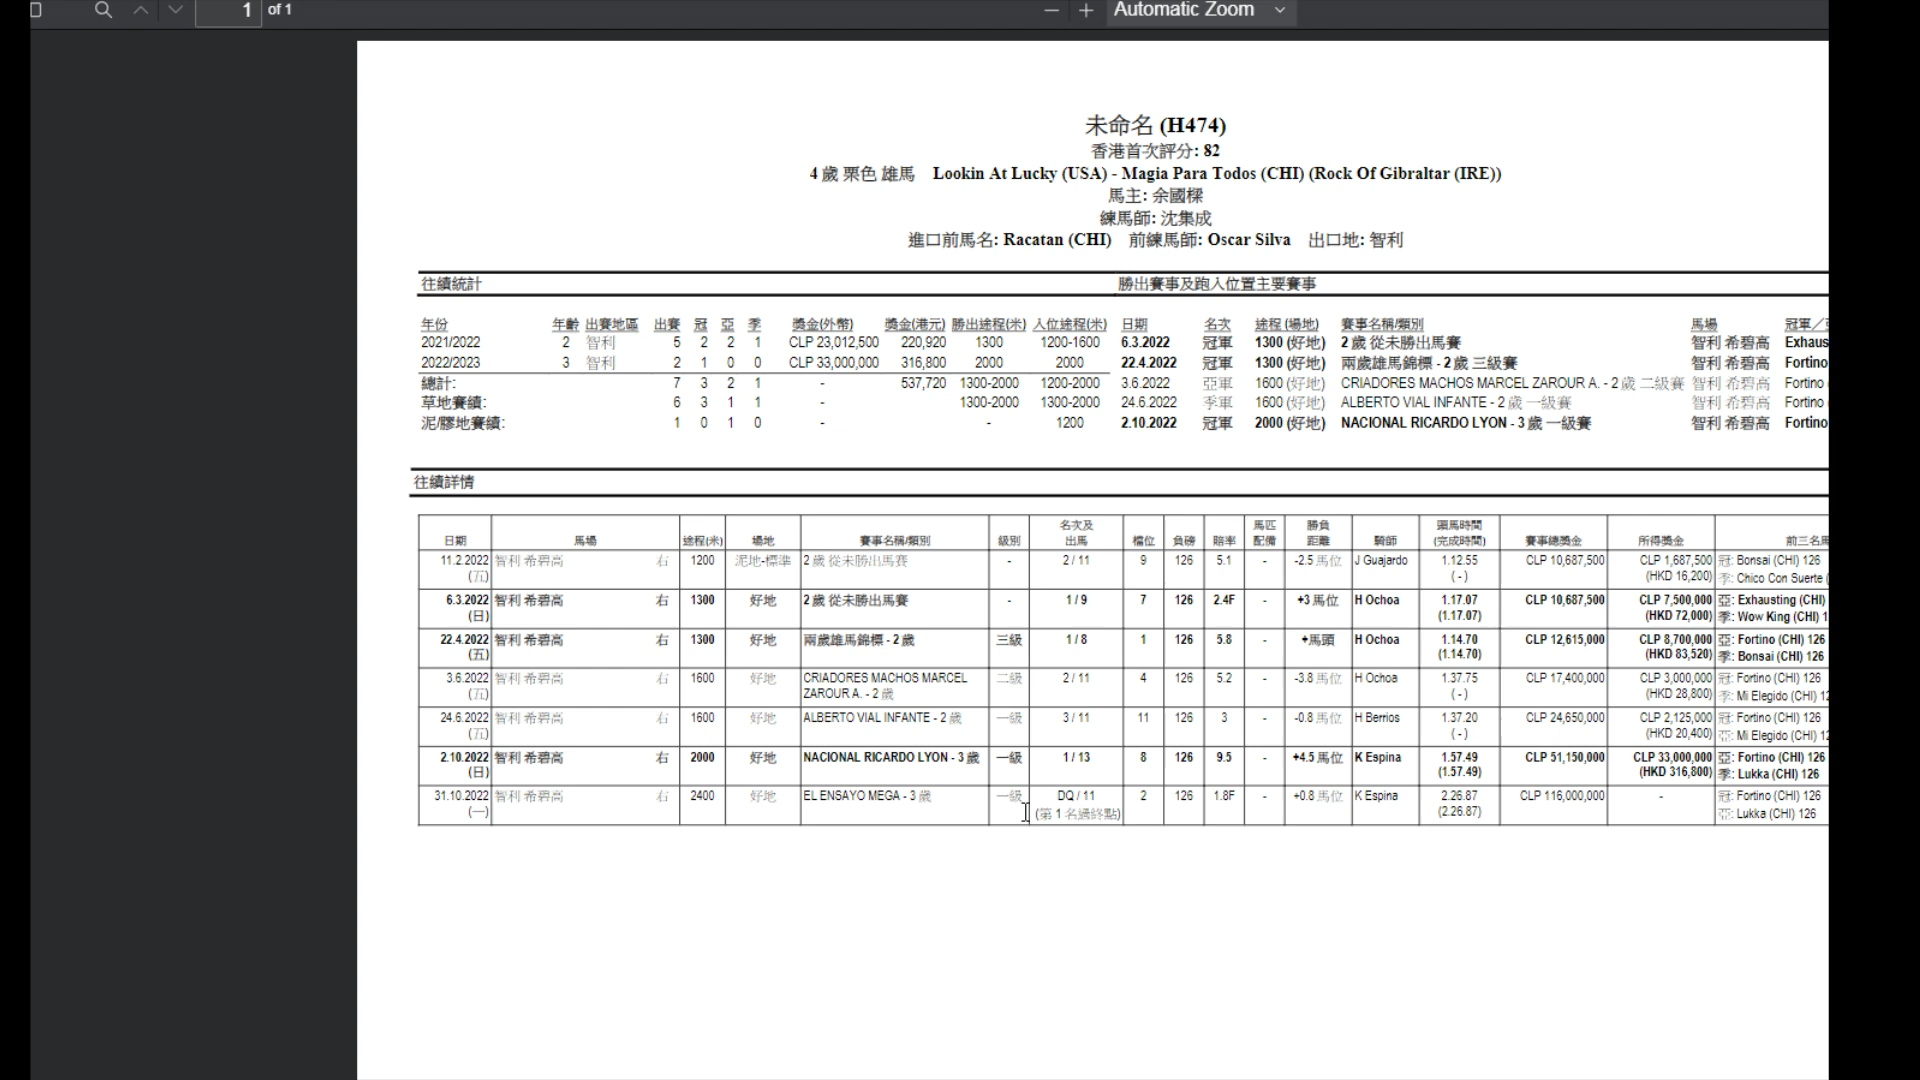 1 of 1 Automatic Zoom
未命名 (H474)
香港首次評分: 82
4 歲 栗色 雄馬 Lookin At Lucky (USA) - Magia Para Todos (CHI) (Rock Of Gibraltar (IRE))
馬主: 余國樑
練馬師: 沈集成
進口前馬名: Racatan (CHI) 前練馬師: Oscar Silva 出口地: 智利
往績統計 勝出賽事及跑入位置主要賽事
年份 年齡 出賽地區 出賽 冠 亞 季 獎金(外幣) 獎金(港元) 勝出途程(米) 入位途程(米) 日期 名次 途程 (場地) 賽事名稱/類別 馬場 冠軍／
2021/2022 2 智利 5 2 2 1 CLP 23,012,500 220,920 1300 1200-1600 6.3.2022 冠軍 1300 (好地) 2 歲 從未勝出馬賽 智利 希碧高 Exhaus
2022/2023 3 智利 2 1 0 0 CLP 33,000,000 316,800 2000 2000 22.4.2022 冠軍 1300 (好地) 兩歲雄馬錦標 - 2 歲 三級賽 智利 希碧高 Fortino
總計: 7 3 2 1 - 537,720 1300-2000 1200-2000 3.6.2022 亞軍 1600 (好地) CRIADORES MACHOS MARCEL ZAROUR A. - 2 歲 二級賽 智利 希碧高 Fortino (
草地賽績: 6 3 1 1 - 1300-2000 1300-2000 24.6.2022 季軍 1600 (好地) ALBERTO VIAL INFANTE - 2 歲 一級賽 智利 希碧高 Fortino (
泥/膠地賽績: 1 0 1 0 - - 1200 2.10.2022 冠軍 2000 (好地) NACIONAL RICARDO LYON - 3 歲 一級賽 智利 希碧高 Fortino
往績詳情
名次及 馬匹 勝負 頭馬時間
日期 馬場 途程(米) 場地 賽事名稱/類別 級別 出馬 檔位 負磅 賠率 配備 距離 騎師 (完成時間) 賽事總獎金 所得獎金 前三名馬
11.2.2022 智利 希碧高 右 1200 泥地-標準 2 歲 從未勝出馬賽 - 2 / 11 9 126 5.1 - -2.5 馬位 J Guajardo 1.12.55 CLP 10,687,500 CLP 1,687,500 冠: Bonsai (CHI) 126
(五) ( - ) (HKD 16,200) 季: Chico Con Suerte (
6.3.2022 智利 希碧高 右 1300 好地 2 歲 從未勝出馬賽 - 1 / 9 7 126 2.4F - +3 馬位 H Ochoa 1.17.07 CLP 10,687,500 CLP 7,500,000 亞: Exhausting (CHI)
(日) (1.17.07) (HKD 72,000) 季: Wow King (CHI) 1
22.4.2022 智利 希碧高 右 1300 好地 兩歲雄馬錦標 - 2 歲 三級 1 / 8 1 126 5.8 - +馬頭 H Ochoa 1.14.70 CLP 12,615,000 CLP 8,700,000 亞: Fortino (CHI) 126
(五) (1.14.70) (HKD 83,520) 季: Bonsai (CHI) 126
3.6.2022 智利 希碧高 右 1600 好地 CRIADORES MACHOS MARCEL 二級 2 / 11 4 126 5.2 - -3.8 馬位 H Ochoa 1.37.75 CLP 17,400,000 CLP 3,000,000 冠: Fortino (CHI) 126
(五) ZAROUR A. - 2 歲 ( - ) (HKD 28,800) 季: Mi Elegido (CHI) 12
24.6.2022 智利 希碧高 右 1600 好地 ALBERTO VIAL INFANTE - 2 歲 一級 3 / 11 11 126 3 - -0.8 馬位 H Berrios 1.37.20 CLP 24,650,000 CLP 2,125,000 冠: Fortino (CHI) 126
(五) ( - ) (HKD 20,400) 亞: Mi Elegido (CHI) 12
2.10.2022 智利 希碧高 右 2000 好地 NACIONAL RICARDO LYON - 3 歲 一級 1 / 13 8 126 9.5 - +4.5 馬位 K Espina 1.57.49 CLP 51,150,000 CLP 33,000,000 亞: Fortino (CHI) 126
(日) (1.57.49) (HKD 316,800) 季: Lukka (CHI) 126
31.10.2022 智利 希碧高 右 2400 好地 EL ENSAYO MEGA - 3 歲 一級 DQ / 11 2 126 1.8F - +0.8 馬位 K Espina 2.26.87 CLP 116,000,000 - 冠: Fortino (CHI) 126
(一) (第 1 名過終點) (2.26.87) 亞: Lukka (CHI) 126